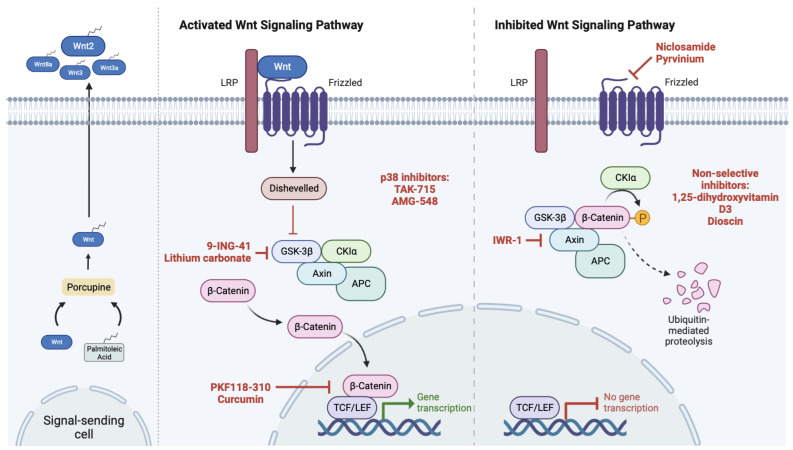 Wnt2
Wnt8a
Wnt3
Wnt3a
Wnt
Porcupine
Wnt
Palmitoleic
Acid
Signal-sending
cell
Activated Wnt Signaling Pathway
LRP
Wnt
Frizzled
Dishevelled
p38 inhibitors:
TAK-715
AMG-548
9-ING-41
Lithium carbonate
GSK-3β
CKIα
Axin
APC
β-Catenin
β-Catenin
PKF118-310
Curcumin
β-Catenin
TCF/LEF
Gene
transcription
Inhibited Wnt Signaling Pathway
Niclosamide
Pyrvinium
LRP
Frizzled
CKIα
Non-selective
inhibitors:
1,25-dihydroxyvitamin
D3
Dioscin
GSK-3β
β-Catenin
P
IWR-1
Axin
APC
Ubiquitin-
mediated
proteolysis
TCF/LEF
No gene
transcription